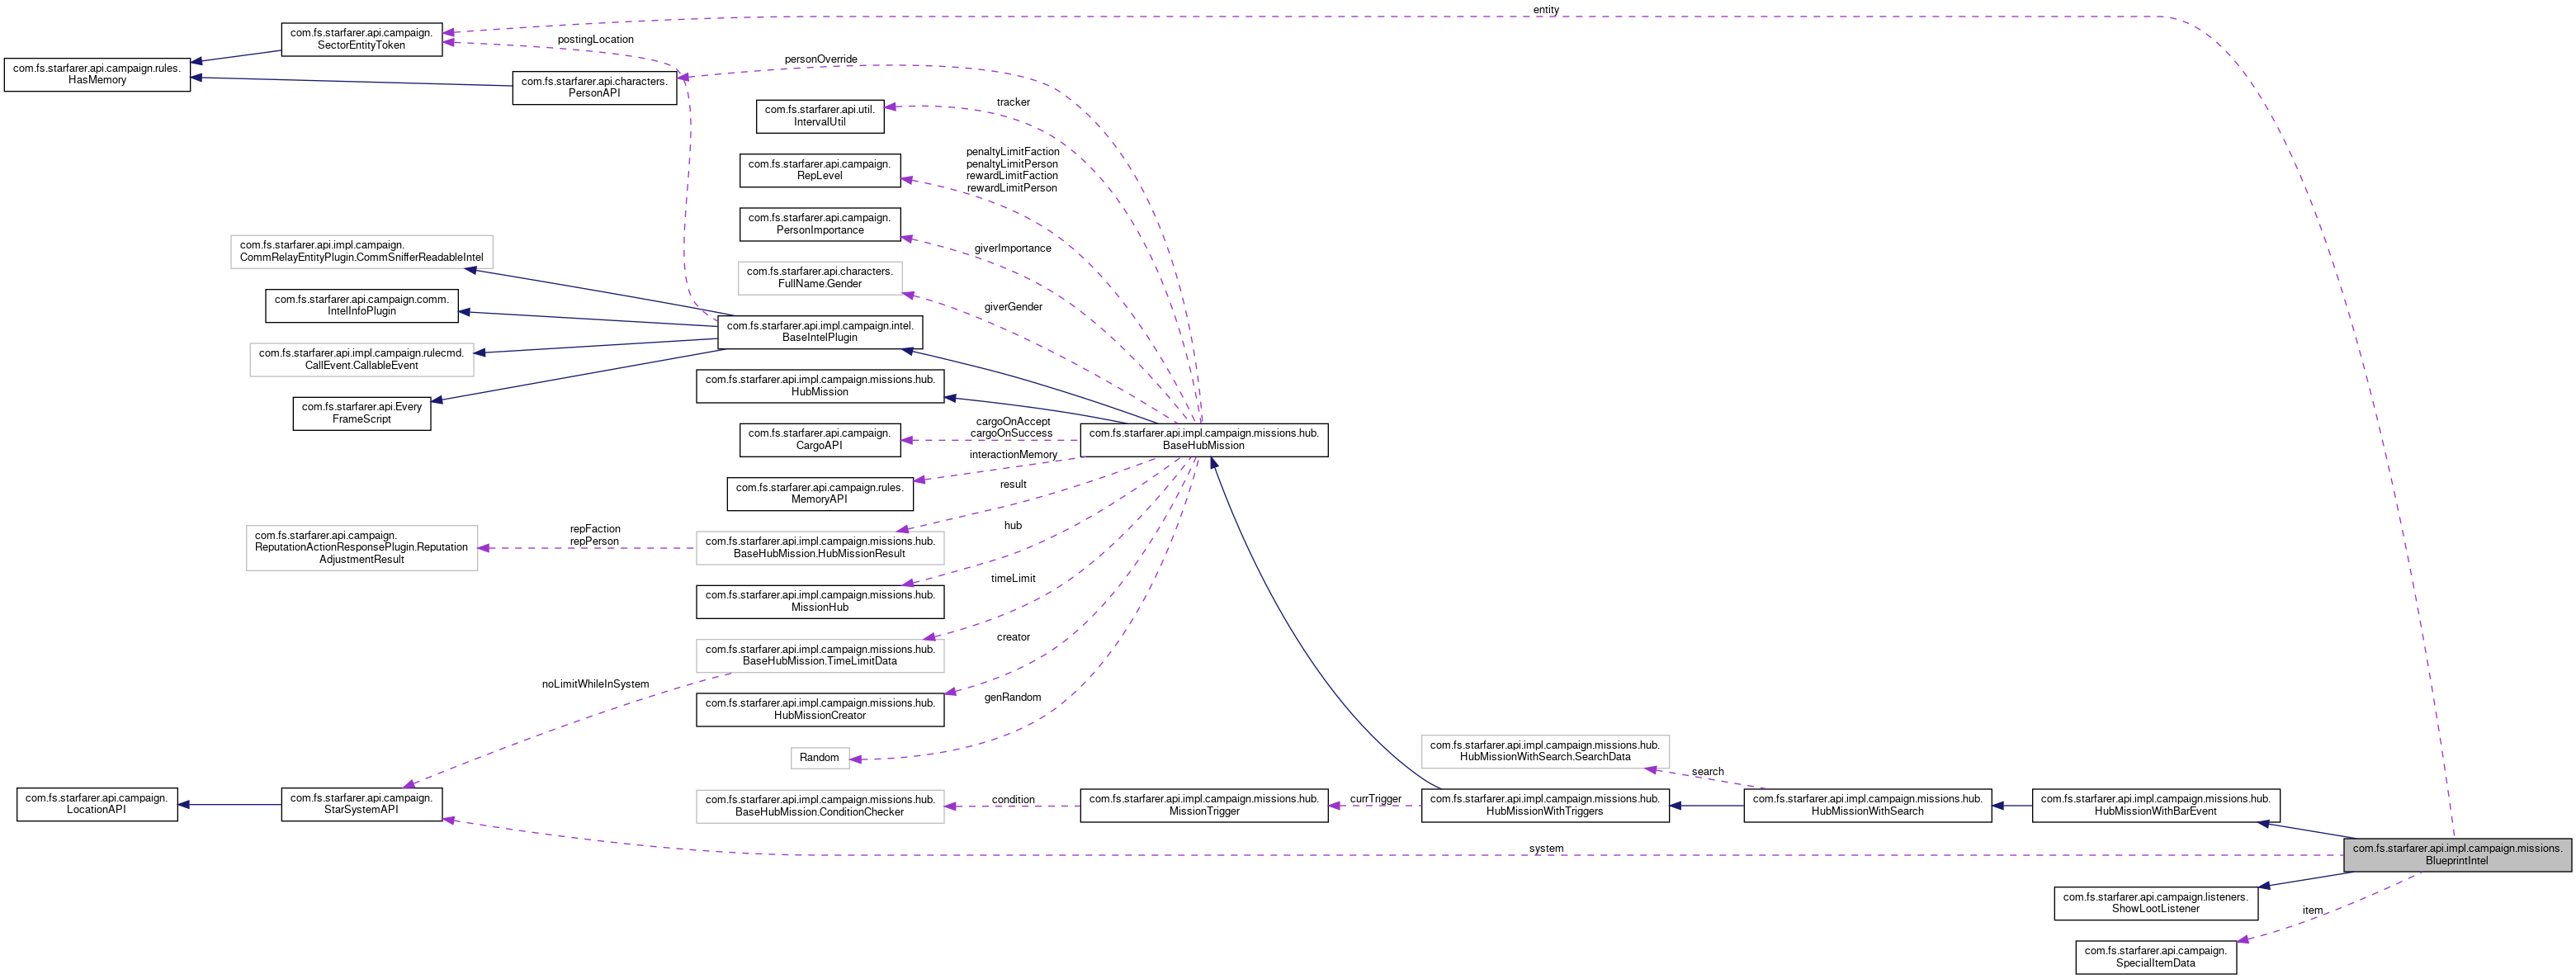 entity
com.fs.starfarer.api.campaign.
SectorEntityToken
postingLocation
com.fs.starfarer.api.campaign.rules.
HasMemory
personOverride
com.fs.starfarer.api.characters.
PersonAPI
com.fs.starfarer.api.util.
IntervalUtil
tracker
com.fs.starfarer.api.campaign.
RepLevel
penaltyLimitFaction
penaltyLimitPerson
rewardLimitFaction
rewardLimitPerson
com.fs.starfarer.api.campaign.
PersonImportance
giverImportance
com.fs.starfarer.api.impl.campaign.
CommRelayEntityPlugin.CommSnifferReadableIntel
com.fs.starfarer.api.characters.
FullName.Gender
giverGender
com.fs.starfarer.api.campaign.comm.
IntelInfoPlugin
com.fs.starfarer.api.impl.campaign.intel.
BaseIntelPlugin
com.fs.starfarer.api.impl.campaign.rulecmd.
CallEvent.CallableEvent
com.fs.starfarer.api.impl.campaign.missions.hub.
HubMission
com.fs.starfarer.api.Every
FrameScript
com.fs.starfarer.api.campaign.
CargoAPI
cargoOnAccept
cargoOnSuccess
com.fs.starfarer.api.impl.campaign.missions.hub.
BaseHubMission
interactionMemory
com.fs.starfarer.api.campaign.rules.
MemoryAPI
result
com.fs.starfarer.api.campaign.
ReputationActionResponsePlugin.Reputation
AdjustmentResult
repFaction
repPerson
com.fs.starfarer.api.impl.campaign.missions.hub.
BaseHubMission.HubMissionResult
hub
com.fs.starfarer.api.impl.campaign.missions.hub.
MissionHub
timeLimit
com.fs.starfarer.api.impl.campaign.missions.hub.
BaseHubMission.TimeLimitData
creator
noLimitWhileInSystem
com.fs.starfarer.api.impl.campaign.missions.hub.
HubMissionCreator
genRandom
Random
com.fs.starfarer.api.impl.campaign.missions.hub.
HubMissionWithSearch.SearchData
search
com.fs.starfarer.api.campaign.
LocationAPI
com.fs.starfarer.api.campaign.
StarSystemAPI
com.fs.starfarer.api.impl.campaign.missions.hub.
BaseHubMission.ConditionChecker
condition
com.fs.starfarer.api.impl.campaign.missions.hub.
MissionTrigger
currTrigger
com.fs.starfarer.api.impl.campaign.missions.hub.
HubMissionWithTriggers
com.fs.starfarer.api.impl.campaign.missions.hub.
HubMissionWithSearch
com.fs.starfarer.api.impl.campaign.missions.hub.
HubMissionWithBarEvent
system
com.fs.starfarer.api.impl.campaign.missions.
BlueprintIntel
com.fs.starfarer.api.campaign.listeners.
ShowLootListener
item
com.fs.starfarer.api.campaign.
SpecialItemData